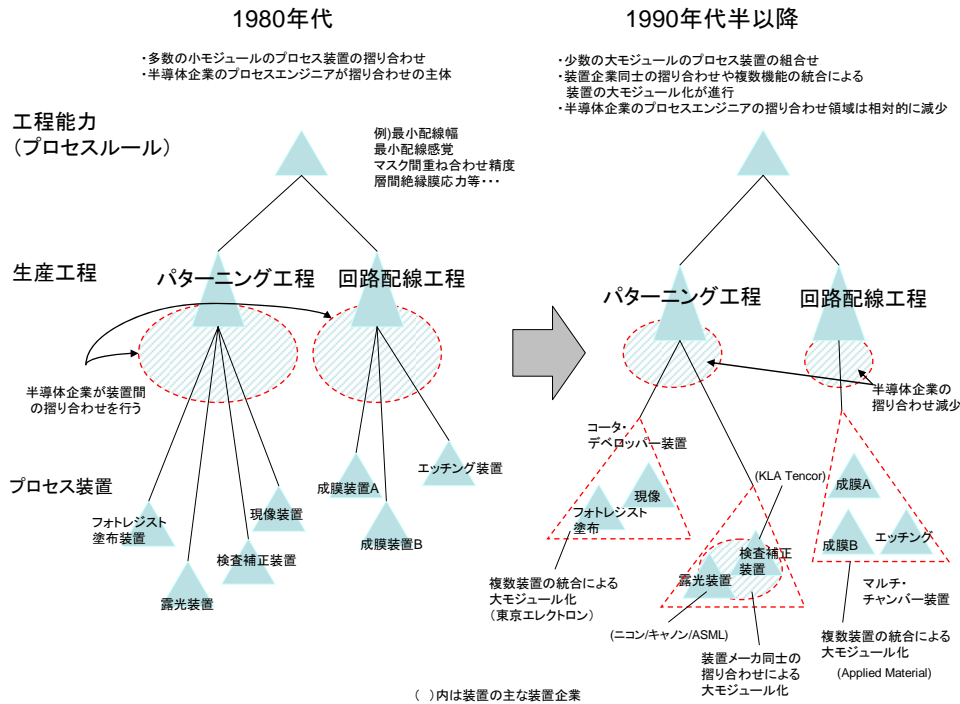 1980年代
1990年代半以降
・多数の小モジュールのプロセス装置の摺り合わせ
・半導体企業のプロセスエンジニアが摺り合わせの主体
・少数の大モジュールのプロセス装置の組合せ
・装置企業同士の摺り合わせや複数機能の統合による
装置の大モジュール化が進行
・半導体企業のプロセスエンジニアの摺り合わせ領域は相対的に減少
工程能力
(プロセスルール)
例)最小配線幅
最小配線感覚
マスク間重ね合わせ精度
層間絶縁膜応力等・・・
生産工程
パターニング工程
回路配線工程
パターニング工程
回路配線工程
半導体企業が装置間
の摺り合わせを行う
半導体企業の
摺り合わせ減少
プロセス装置
フォトレジスト
塗布装置
露光装置
検査補正装置
現像装置
成膜装置A
成膜装置B
エッチング装置
コータ・
デベロッパー装置
現像
フォトレジスト
塗布
複数装置の統合による
大モジュール化
(東京エレクトロン)
(KLA Tencor)
検査補正
装置
露光装置
(ニコン/キャノン/ASML)
装置メーカ同士の
摺り合わせによる
大モジュール化
成膜A
成膜B
エッチング
マルチ・
チャンバー装置
複数装置の統合による
大モジュール化
(Applied Material)
( )内は装置の主な装置企業